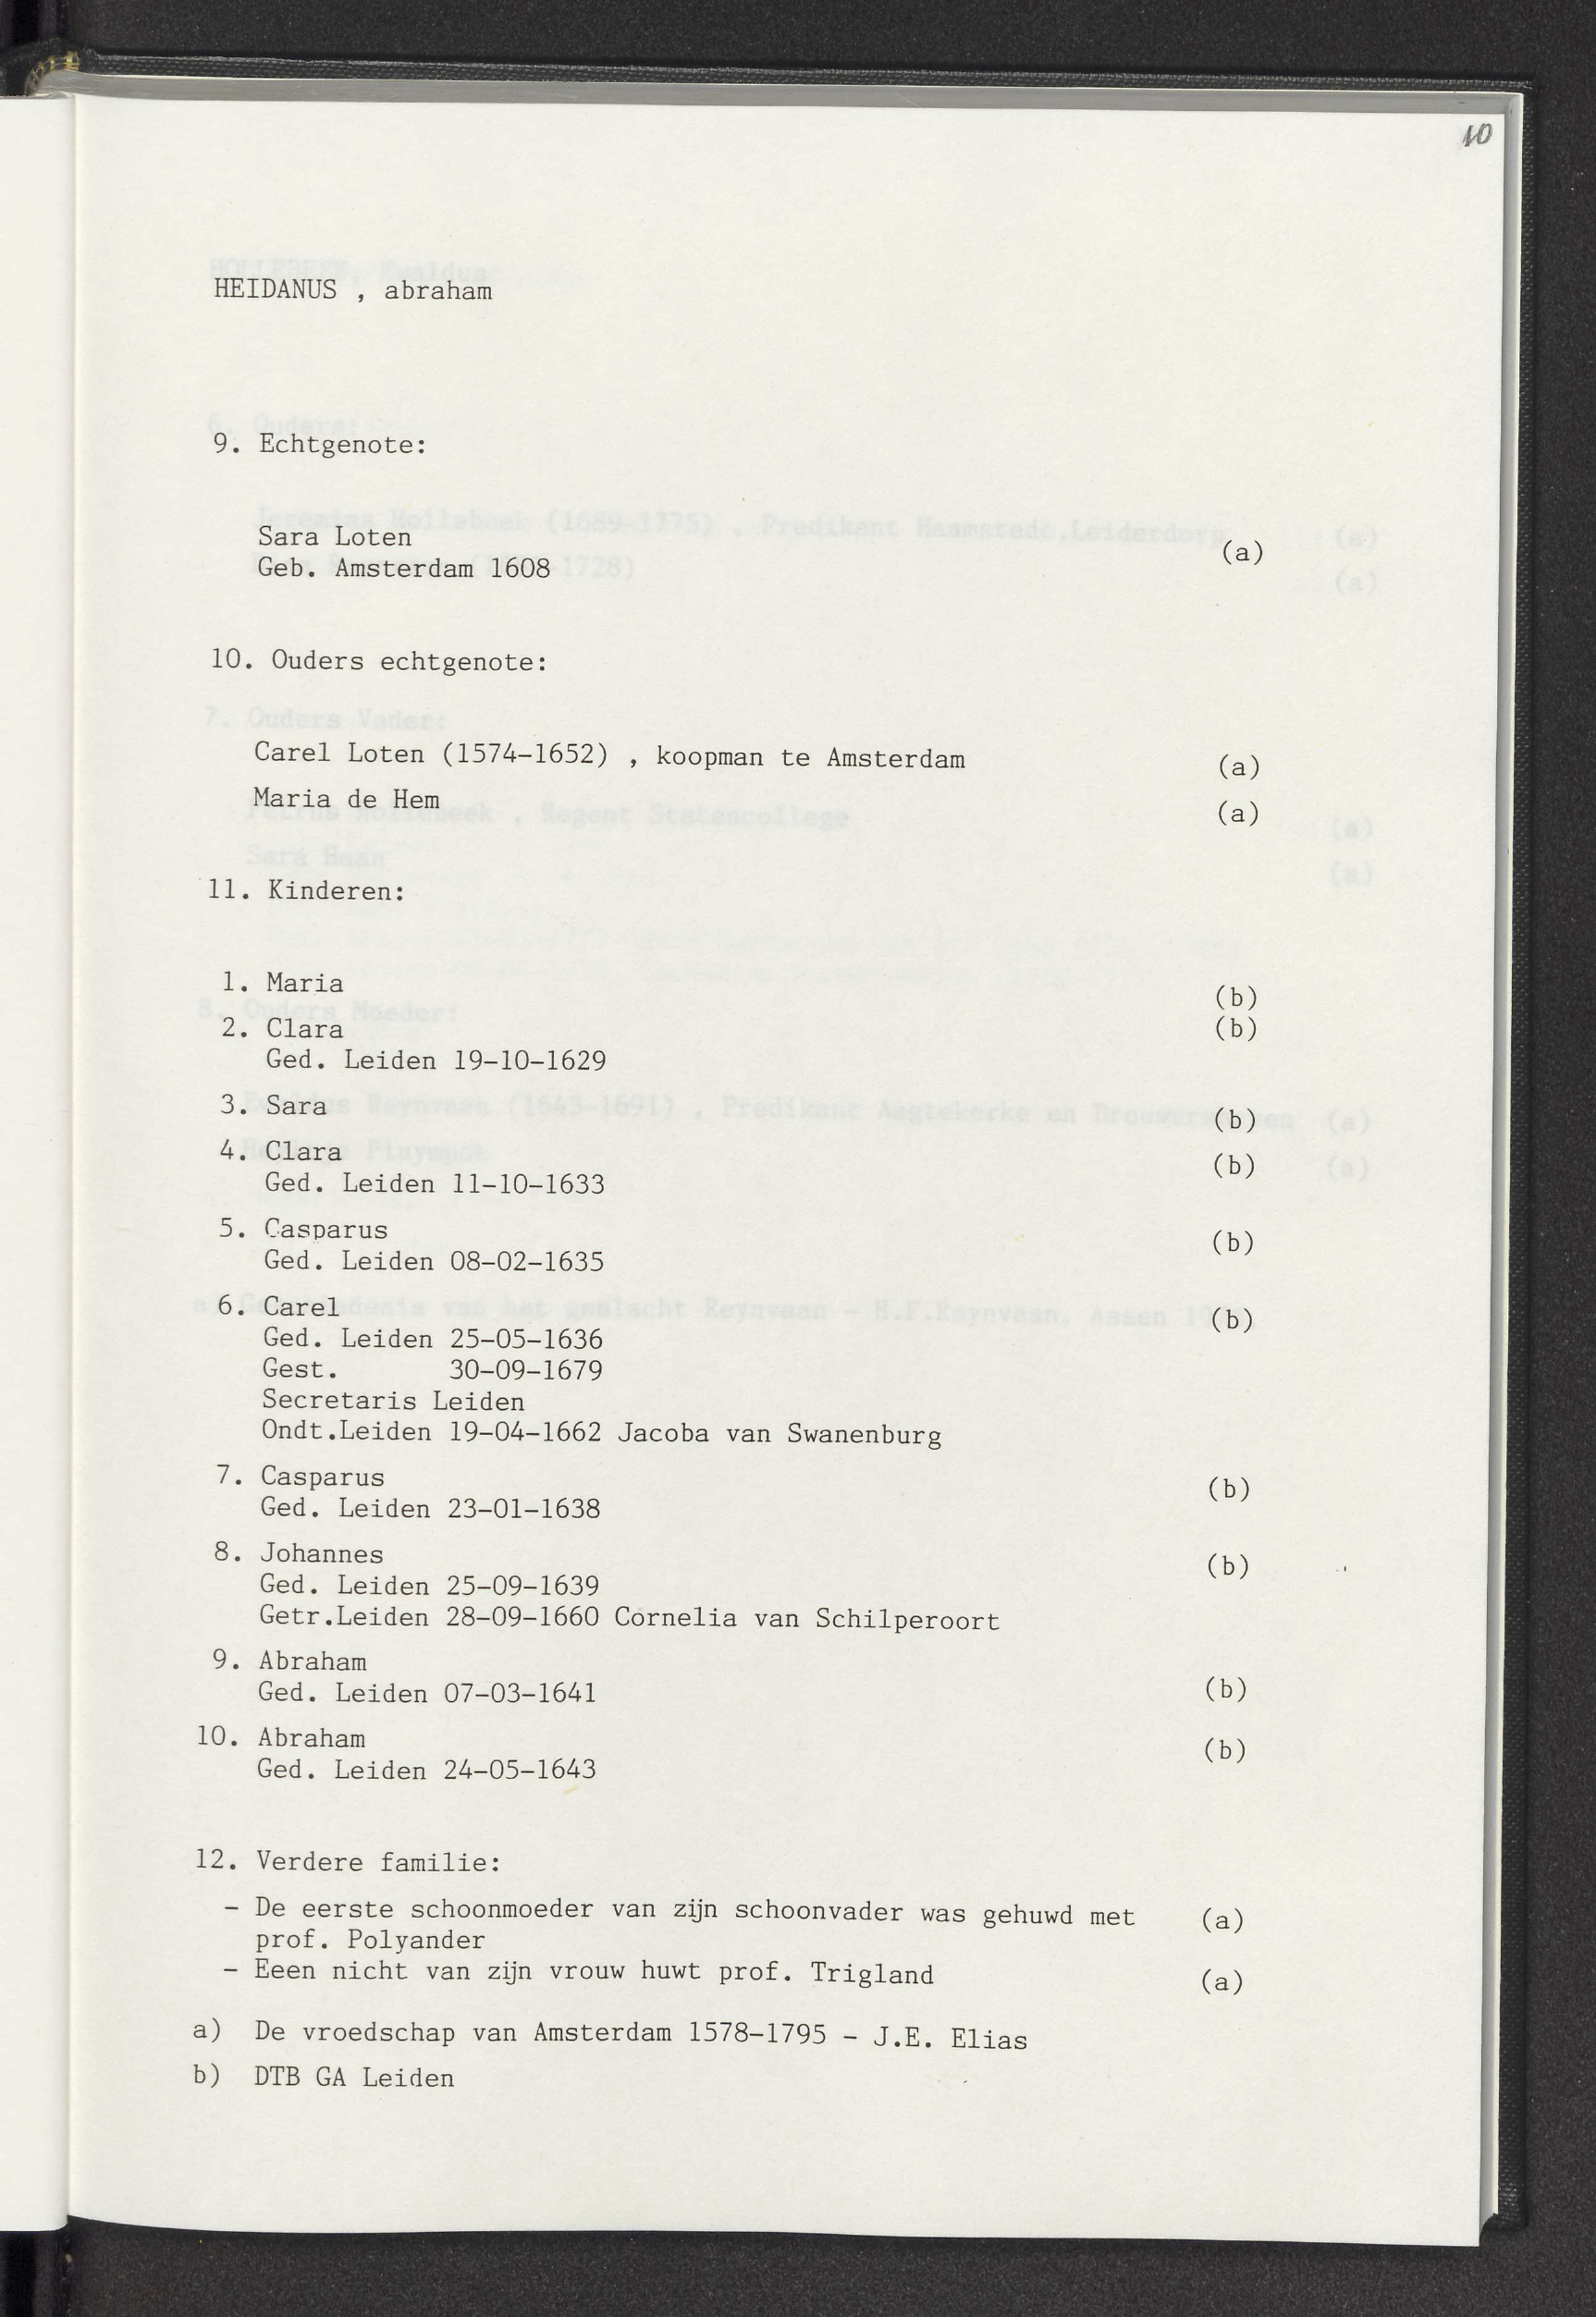 10
HEIDANUS , abraham
9. Echtgenote:
Sara Loten (a)
Geb. Amsterdam 1608
10. Ouders echtgenote:
Carel Loten (1574-1652) , koopman te Amsterdam (a)
Maria de Hem (a)
11. Kinderen:
1. Maria (b)
2. Clara (b)
Ged. Leiden 19-10-1629
3. Sara (b)
4. Clara (b)
Ged. Leiden 11-10-1633
5. Casparus (b)
Ged. Leiden 08-02-1635
6. Carel (b)
Ged. Leiden 25-05-1636
Gest. 30-09-1679
Secretaris Leiden
Ondt.Leiden 19-04-1662 Jacoba van Swanenburg
7. Casparus (b)
Ged. Leiden 23-01-1638
8. Johannes (b)
Ged. Leiden 25-09-1639
Getr.Leiden 28-09-1660 Cornelia van Schilperoort
9. Abraham
Ged. Leiden 07-03-1641 (b)
10. Abraham (b)
Ged. Leiden 24-05-1643
12. Verdere familie:
- De eerste schoonmoeder van zijn schoonvader was gehuwd met (a)
prof. Polyander
- Eeen nicht van zijn vrouw huwt prof. Trigland (a)
a) De vroedschap van Amsterdam 1578-1795 - J.E. Elias
b) DTB GA Leiden